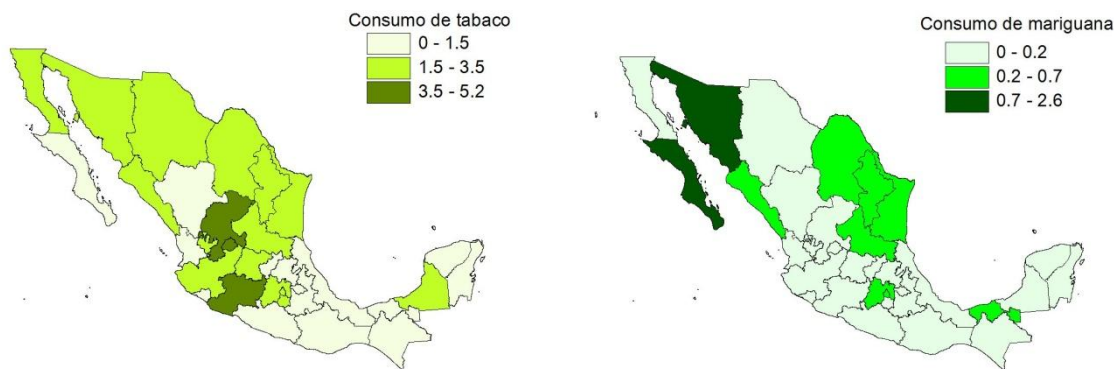 Consumo de tabaco
0 - 1.5
1.5 - 3.5
3.5 - 5.2
Consumo de mariguana
0 - 0.2
0.2 - 0.7
0.7 - 2.6